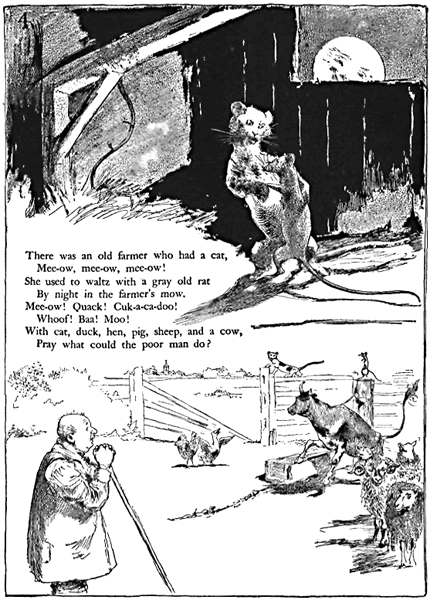 4.
There was an old farmer who had a cat,
Mee-ow, mee-ow, mee-ow!
She used to waltz with a gray old rat
By night in the farmer's mow.
Mee-ow! Quack! Cuk-a-ca-doo!
Whoof! Baa! Moo!
With cat, duck, hen, pig, sheep, and a cow,
Pray what could the poor man do?